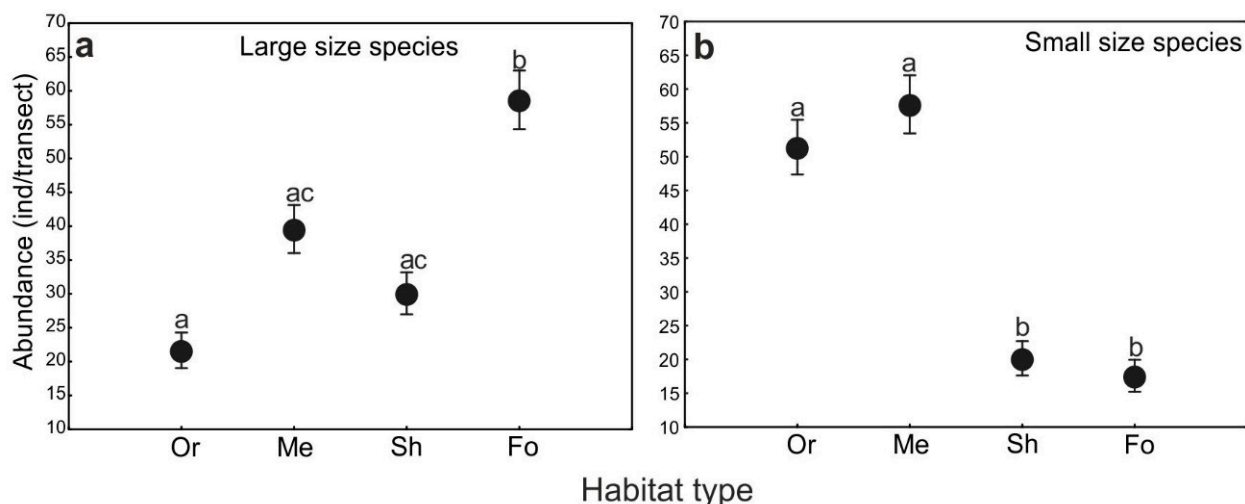 a
Large size species
Abundance (ind/transect)
70
65
60
55
50
45
40
35
30
25
20
15
10
a
ac
ac
b
Or Me Sh Fo
b
Small size species
70
65
60
55
50
45
40
35
30
25
20
15
10
a
a
b
b
Or Me Sh Fo
Habitat type